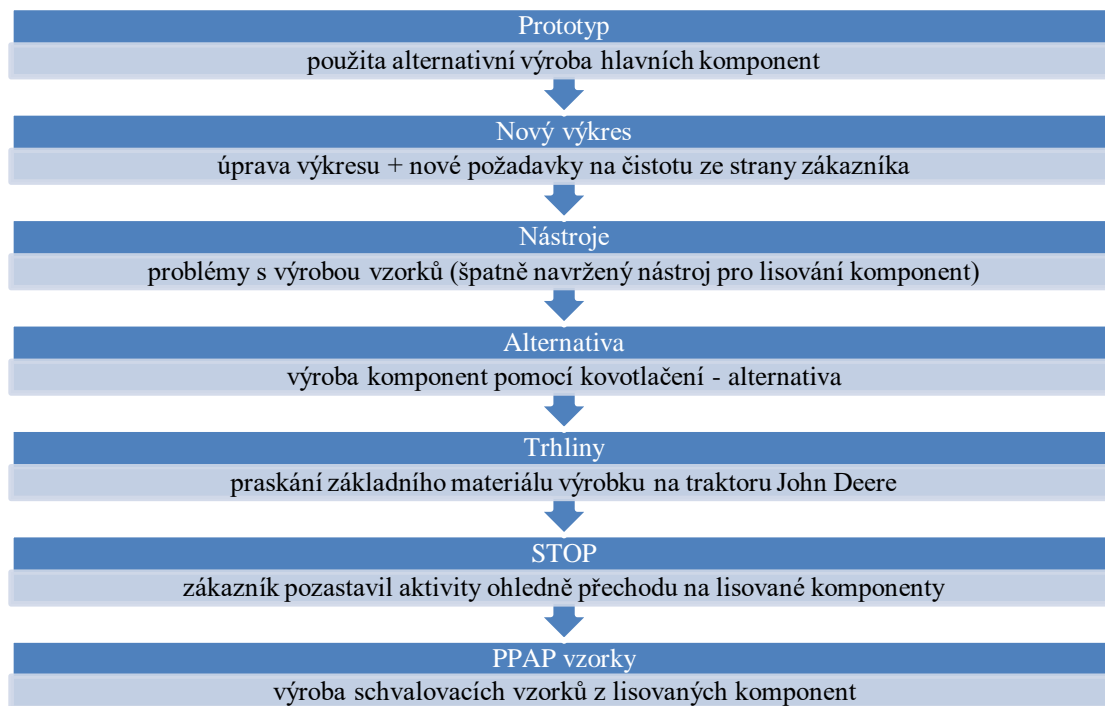 Prototyp
použita alternativní výroba hlavních komponent
Nový výkres
úprava výkresu + nové požadavky na čistotu ze strany zákazníka
Nástroje
problémy s výrobou vzorků (špatně navržený nástroj pro lisování komponent)
Alternativa
výroba komponent pomocí kovotlačení - alternativa
Trhliny
praskání základního materiálu výrobku na traktoru John Deere
STOP
zákazník pozastavil aktivity ohledně přechodu na lisované komponenty
PPAP vzorky
výroba schvalovacích vzorků z lisovaných komponent